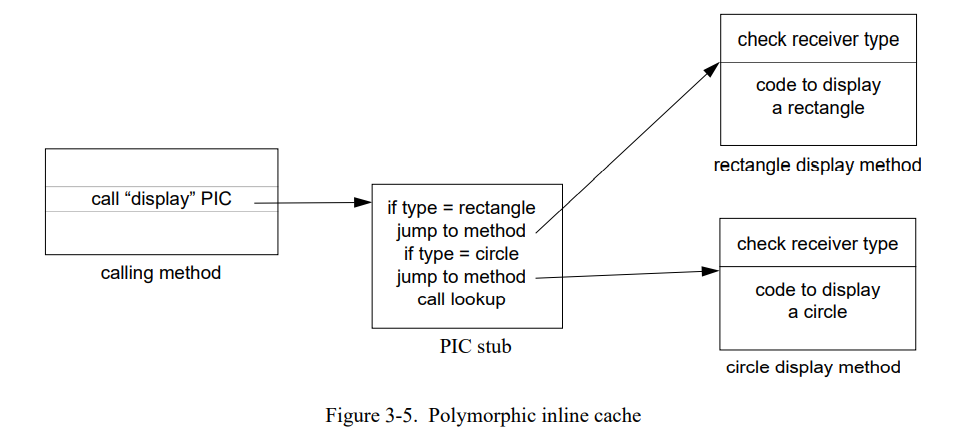 call “display” PIC
calling method
if type = rectangle
jump to method
if type = circle
jump to method
call lookup
PIC stub
check receiver type
code to display
a rectangle
rectangle display method
check receiver type
code to display
a circle
circle display method
Figure 3-5. Polymorphic inline cache